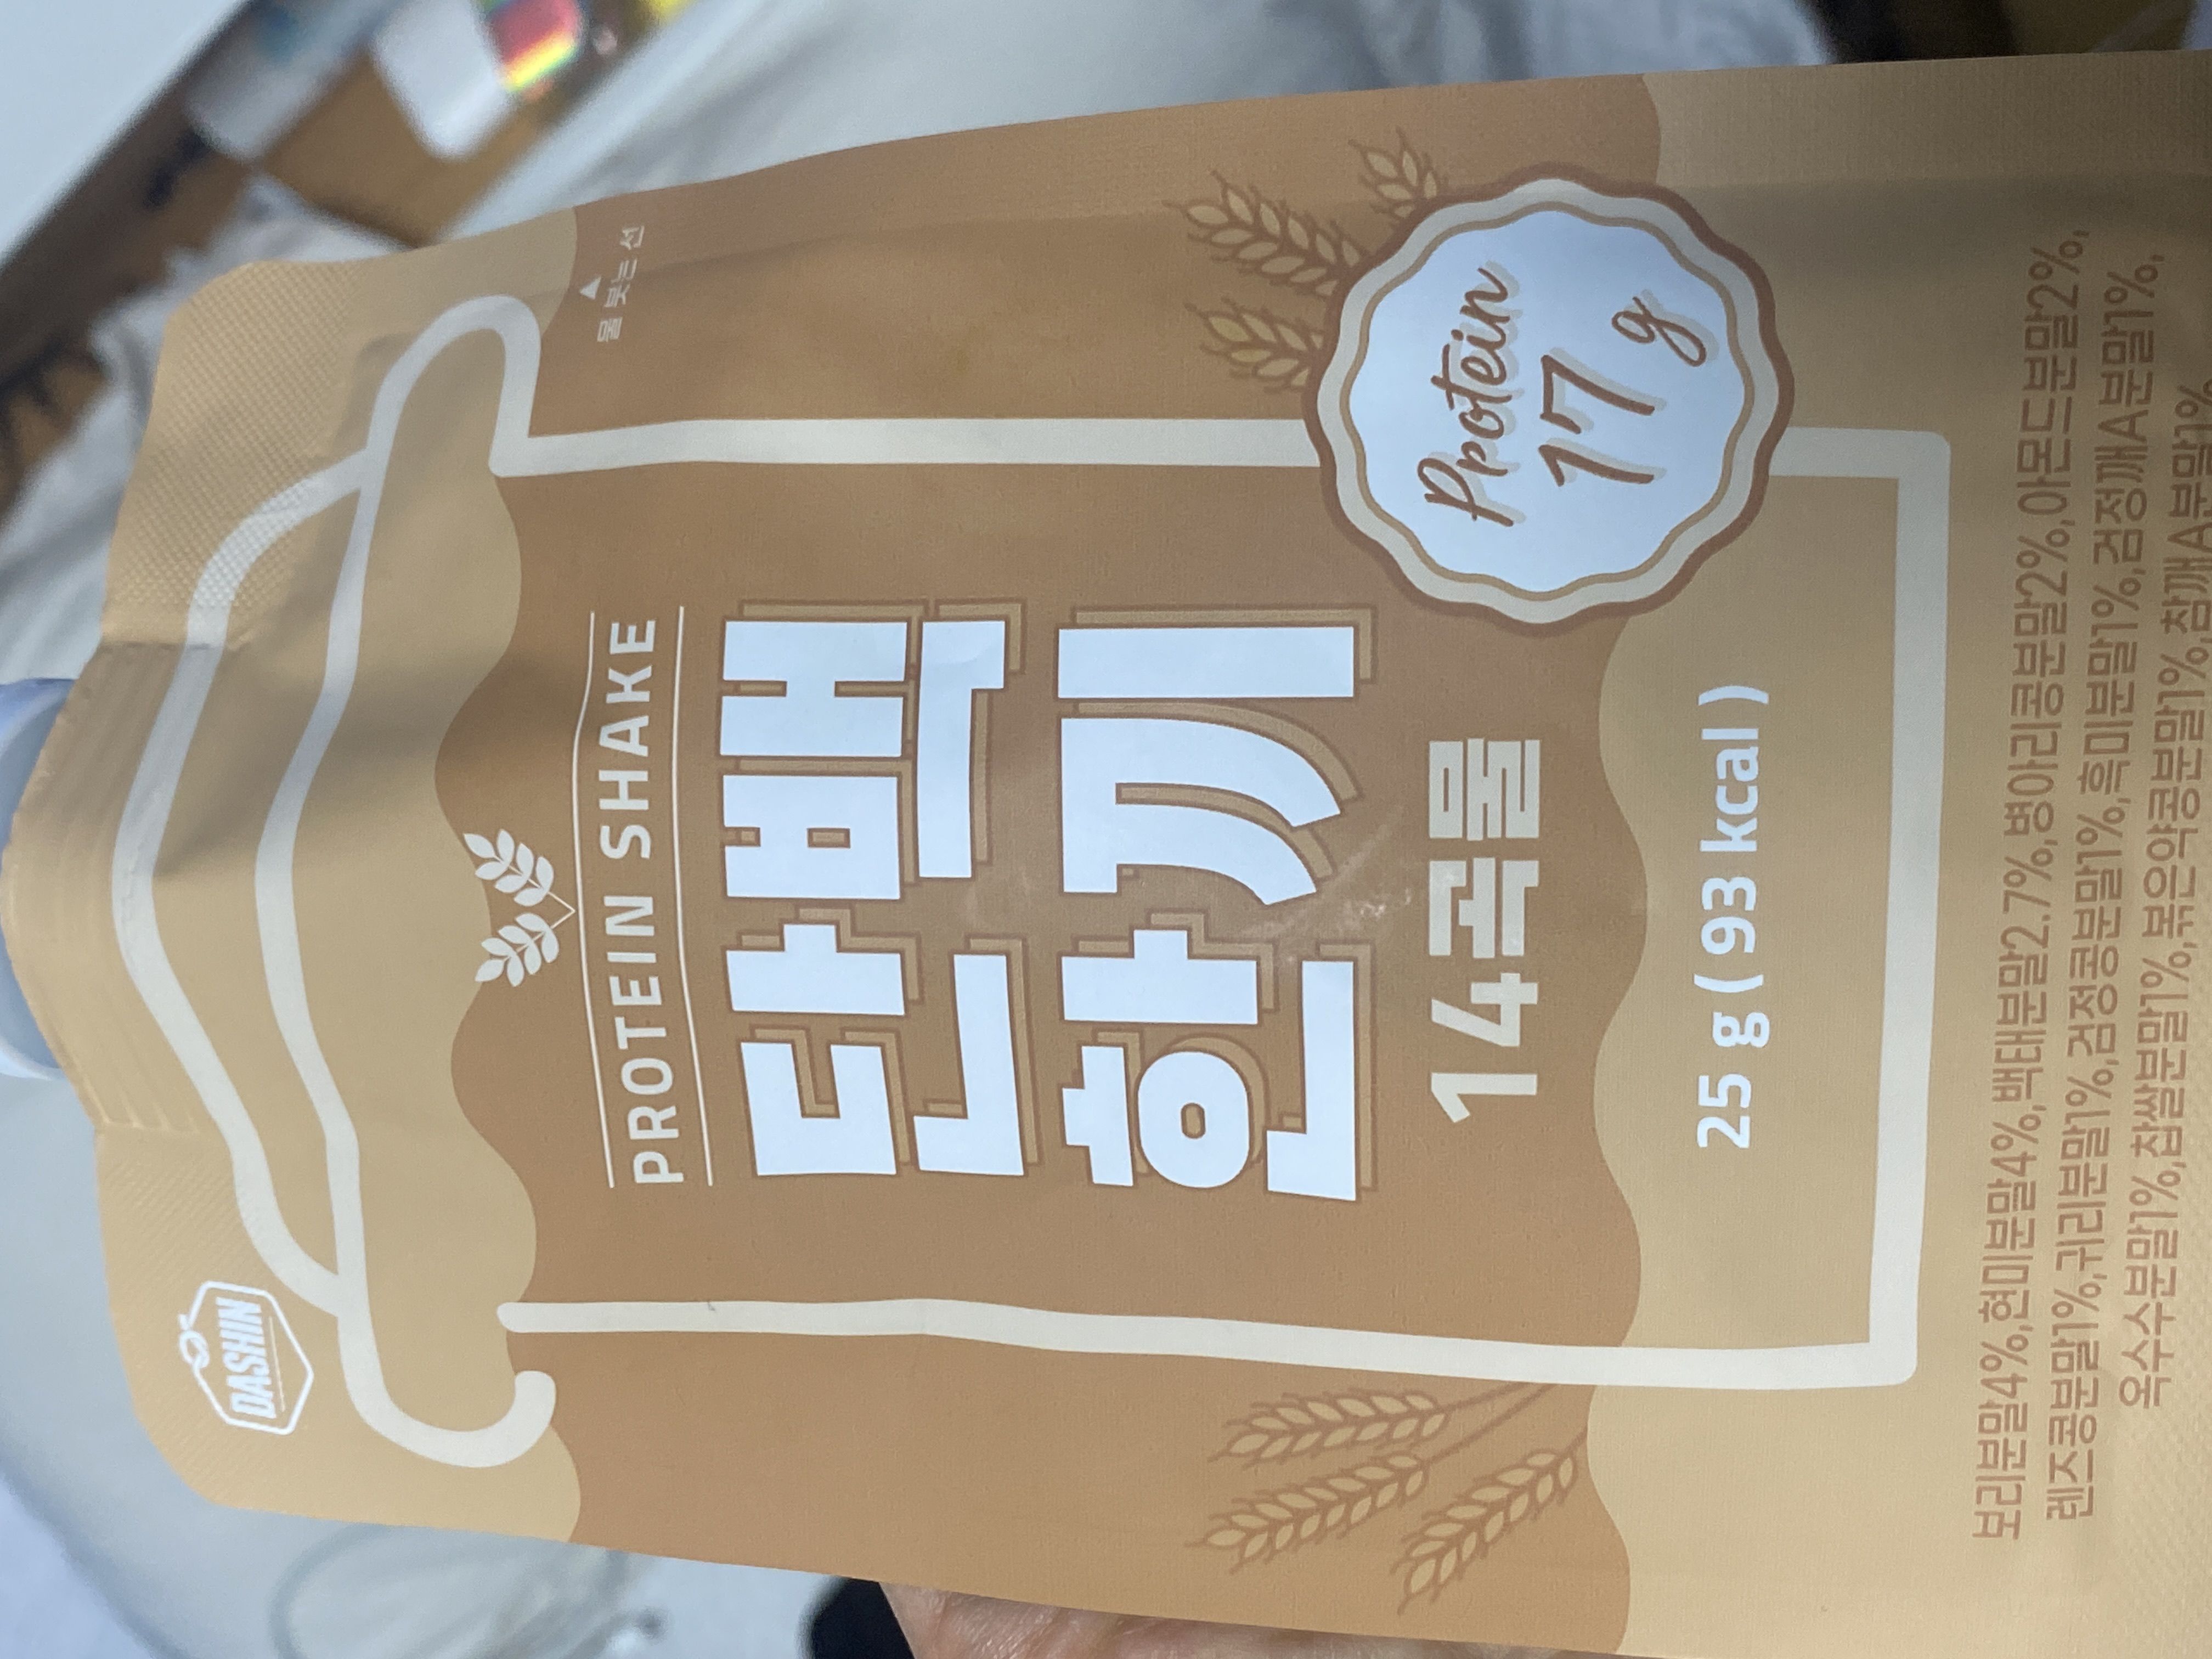 DASHIN
▲
물 붓는 선
PROTEIN SHAKE
단백
한끼
14곡물
Protein
17 g
25 g ( 93 kcal )
보리분말4%,현미분말4%,백태분말2.7%,병아리콩분말2%,아몬드분말2%,
렌즈콩분말1%,귀리분말1%,검정콩분말1%,흑미분말1%,검정깨A분말1%,
옥수수분말1%,찹쌀분말1%,볶은약콩분말1%,참깨A분말1%